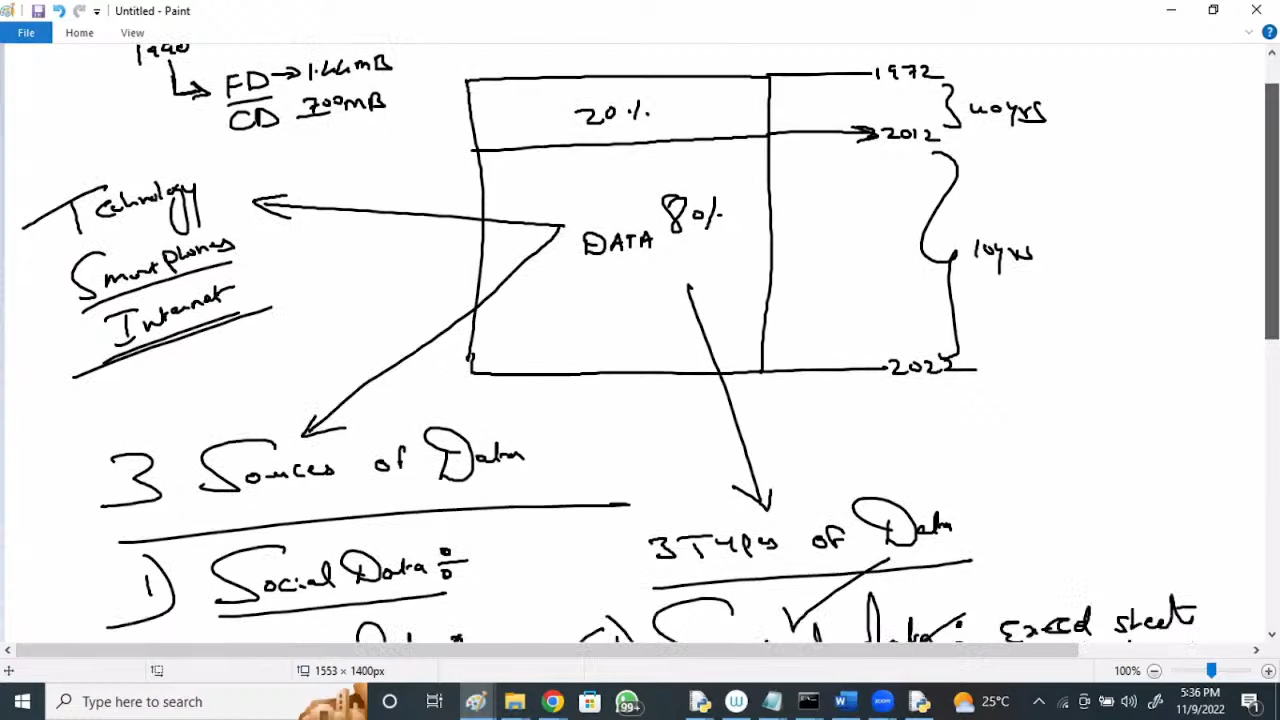 Untitled - Paint
File Home View
1990
FD → 1.44MB
CD 700MB
1972
20%
40yrs
2012
Technology
80%
DATA
Smartphones
10yrs
Internet
2022
3 Sources of Data
3 Types of Data
1) Social Data :
Excel sheet
1553 × 1400px
100%
Type here to search
99+
25°C
5:36 PM
11/9/2022